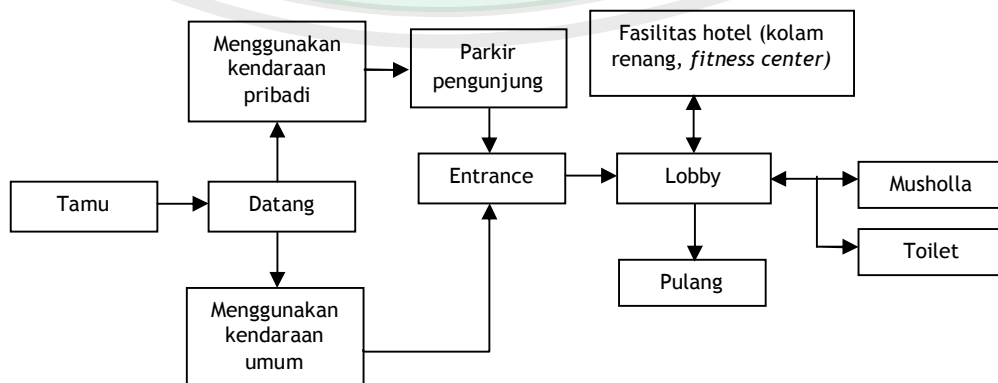 Menggunakan
kendaraan
pribadi
Parkir
pengunjung
Fasilitas hotel (kolam
renang, fitness center)
Tamu
Datang
Entrance
Lobby
Musholla
Toilet
Pulang
Menggunakan
kendaraan
umum